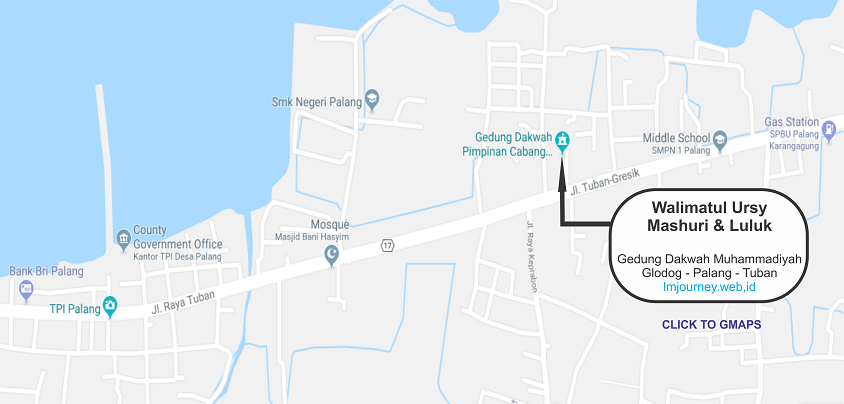 Smk Negeri Palang
Gedung Dakwah
Pimpinan Cabang...
Middle School
SMPN 1 Palang
Gas Station
SPBU Palang
Karangagung
Jl. Tuban-Gresik
Walimatul Ursy
Mashuri & Luluk
Gedung Dakwah Muhammadiyah
Glodog - Palang - Tuban
lmjourney.web,id
CLICK TO GMAPS
Jl. Raya Keprabon
County
Government Office
Kantor TPI Desa Palang
Mosque
Masjid Bani Hasyim
17
Bank Bri Palang
TPI Palang
Jl. Raya Tuban